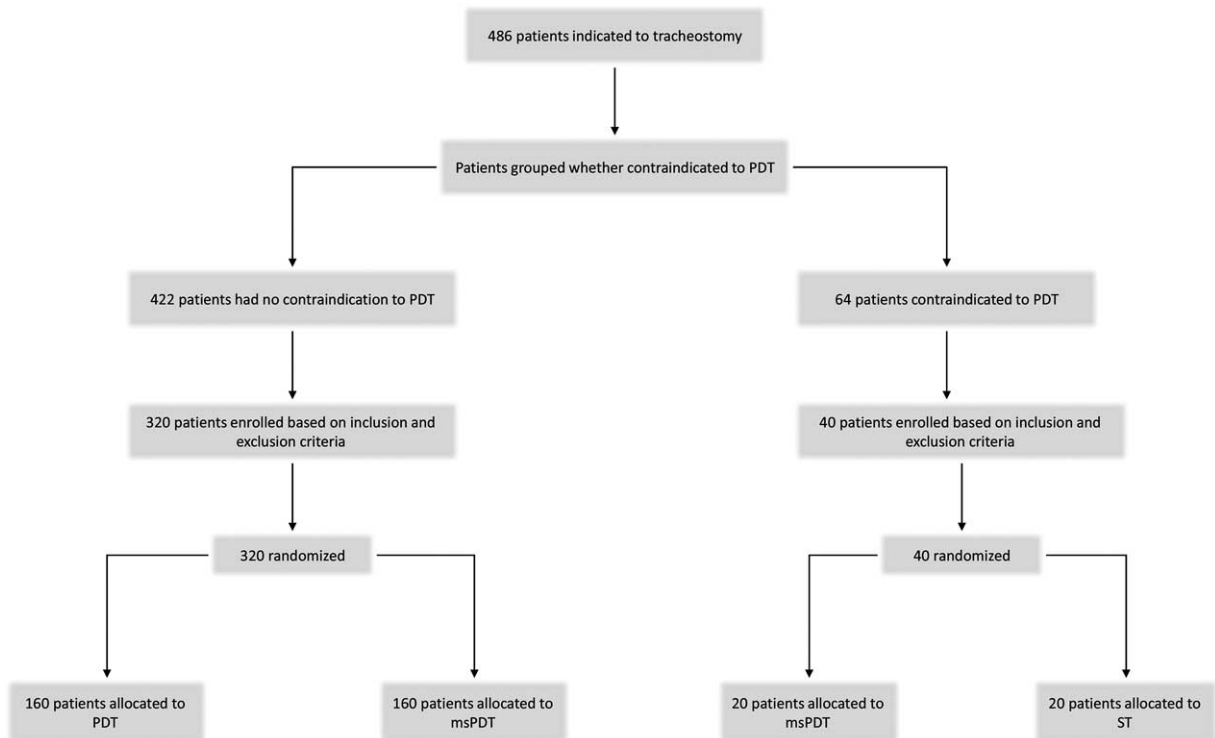 486 patients indicated to tracheostomy
Patients grouped whether contraindicated to PDT
422 patients had no contraindication to PDT
64 patients contraindicated to PDT
320 patients enrolled based on inclusion and
exclusion criteria
40 patients enrolled based on inclusion and
exclusion criteria
320 randomized
40 randomized
160 patients allocated to
PDT
160 patients allocated to
msPDT
20 patients allocated to
msPDT
20 patients allocated to
ST